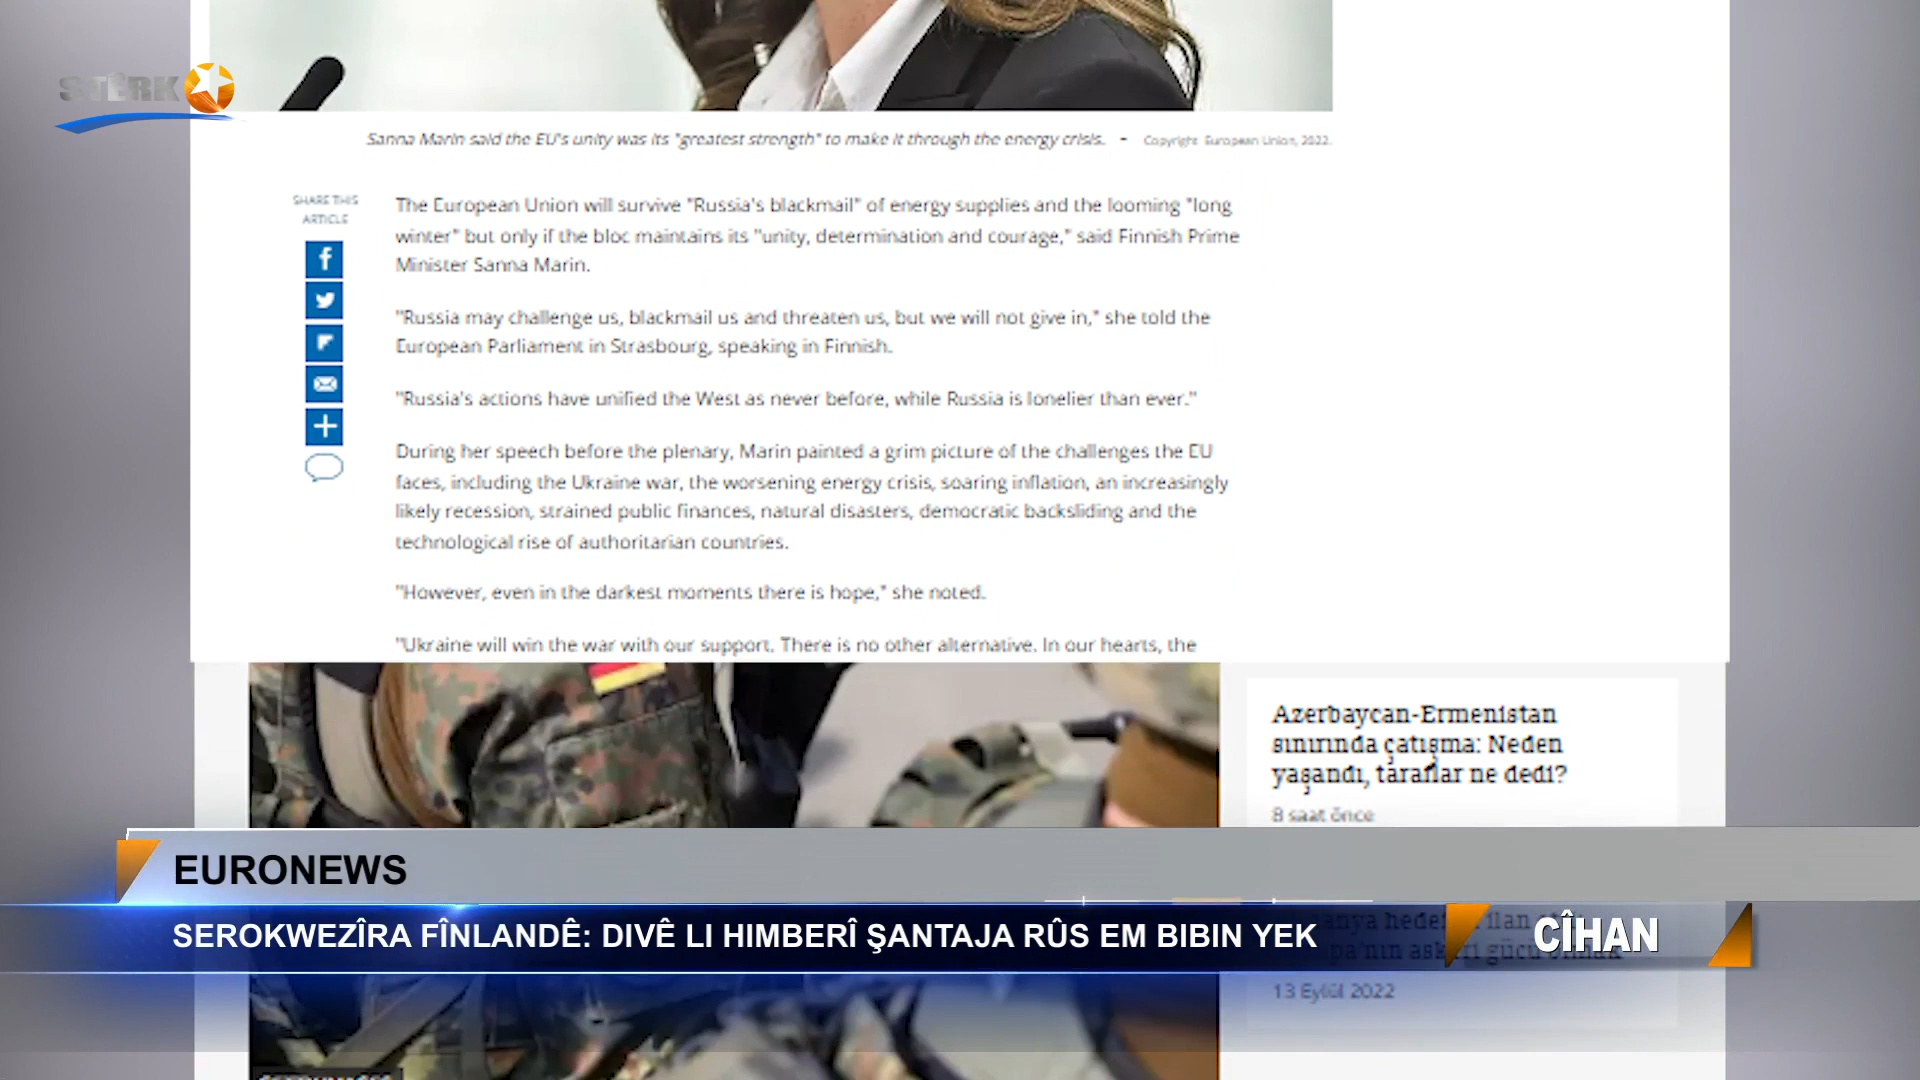 STÊRK
Sanna Marin said the EU's unity was its "greatest strength" to make it through the energy crisis. - Copyright European Union, 2022.
SHARE THIS
ARTICLE
The European Union will survive "Russia's blackmail" of energy supplies and the looming "long
winter" but only if the bloc maintains its "unity, determination and courage," said Finnish Prime
Minister Sanna Marin.
"Russia may challenge us, blackmail us and threaten us, but we will not give in," she told the
European Parliament in Strasbourg, speaking in Finnish.
"Russia's actions have unified the West as never before, while Russia is lonelier than ever."
During her speech before the plenary, Marin painted a grim picture of the challenges the EU
faces, including the Ukraine war, the worsening energy crisis, soaring inflation, an increasingly
likely recession, strained public finances, natural disasters, democratic backsliding and the
technological rise of authoritarian countries.
"However, even in the darkest moments there is hope," she noted.
"Ukraine will win the war with our support. There is no other alternative. In our hearts, the
Azerbaycan-Ermenistan
sınırında çatışma: Neden
yaşandı, taraflar ne dedi?
8 saat önce
EURONEWS
SEROKWEZÎRA FÎNLANDÊ: DIVÊ LI HIMBERÎ ŞANTAJA RÛS EM BIBIN YEK
CÎHAN
13 Eylül 2022